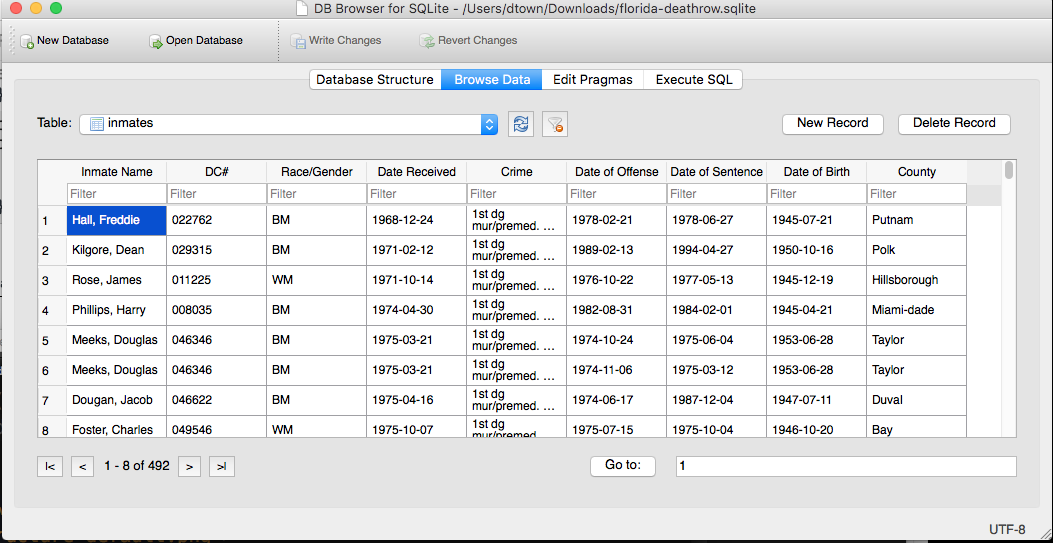 DB Browser for SQLite - /Users/dtown/Downloads/florida-deathrow.sqlite
New Database Open Database Write Changes Revert Changes
Database Structure Browse Data Edit Pragmas Execute SQL
Table: inmates New Record Delete Record
Inmate Name DC# Race/Gender Date Received Crime Date of Offense Date of Sentence Date of Birth County
Filter Filter Filter Filter Filter Filter Filter Filter Filter
1 Hall, Freddie 022762 BM 1968-12-24 1st dg mur/premed. ... 1978-02-21 1978-06-27 1945-07-21 Putnam
2 Kilgore, Dean 029315 BM 1971-02-12 1st dg mur/premed. ... 1989-02-13 1994-04-27 1950-10-16 Polk
3 Rose, James 011225 WM 1971-10-14 1st dg mur/premed. ... 1976-10-22 1977-05-13 1945-12-19 Hillsborough
4 Phillips, Harry 008035 BM 1974-04-30 1st dg mur/premed. ... 1982-08-31 1984-02-01 1945-04-21 Miami-dade
5 Meeks, Douglas 046346 BM 1975-03-21 1st dg mur/premed. ... 1974-10-24 1975-06-04 1953-06-28 Taylor
6 Meeks, Douglas 046346 BM 1975-03-21 1st dg mur/premed. ... 1974-11-06 1975-03-12 1953-06-28 Taylor
7 Dougan, Jacob 046622 BM 1975-04-16 1st dg mur/premed. ... 1974-06-17 1987-12-04 1947-07-11 Duval
8 Foster, Charles 049546 WM 1975-10-07 1st dg mur/premed. ... 1975-07-15 1975-10-04 1946-10-20 Bay
|< < 1 - 8 of 492 > >| Go to: 1
UTF-8